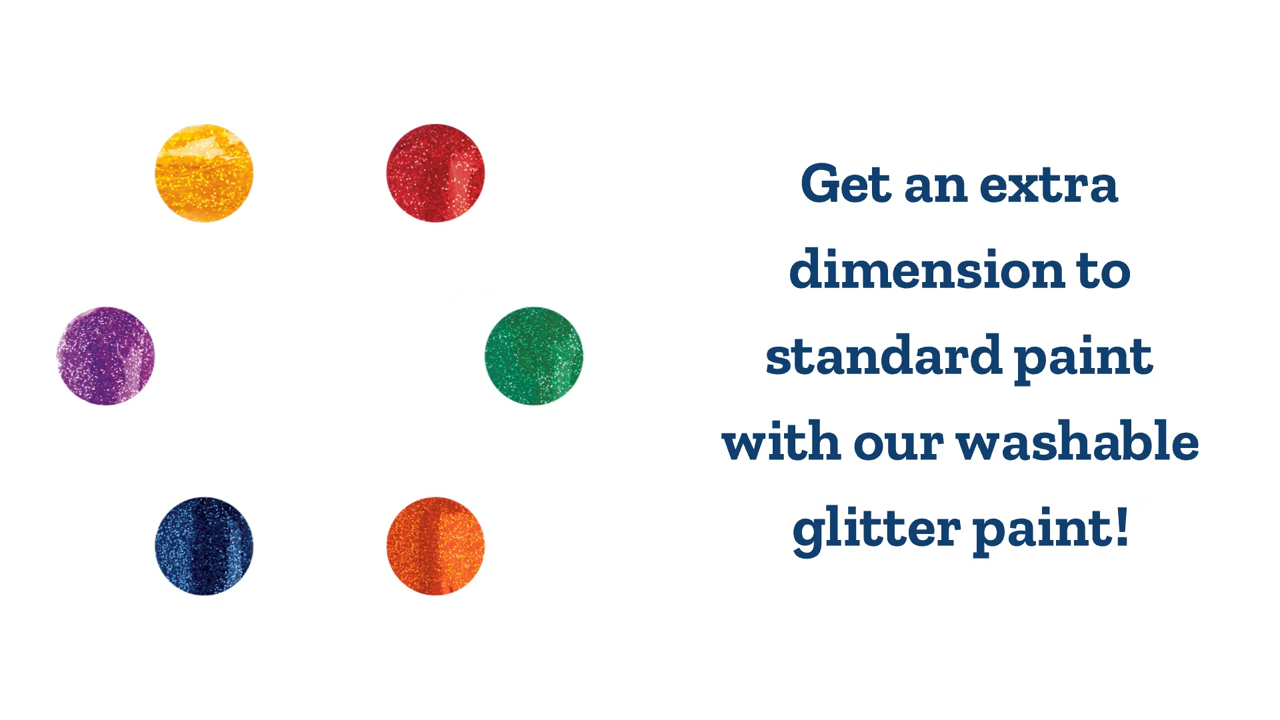 Get an extra
dimension to
standard paint
with our washable
glitter paint!